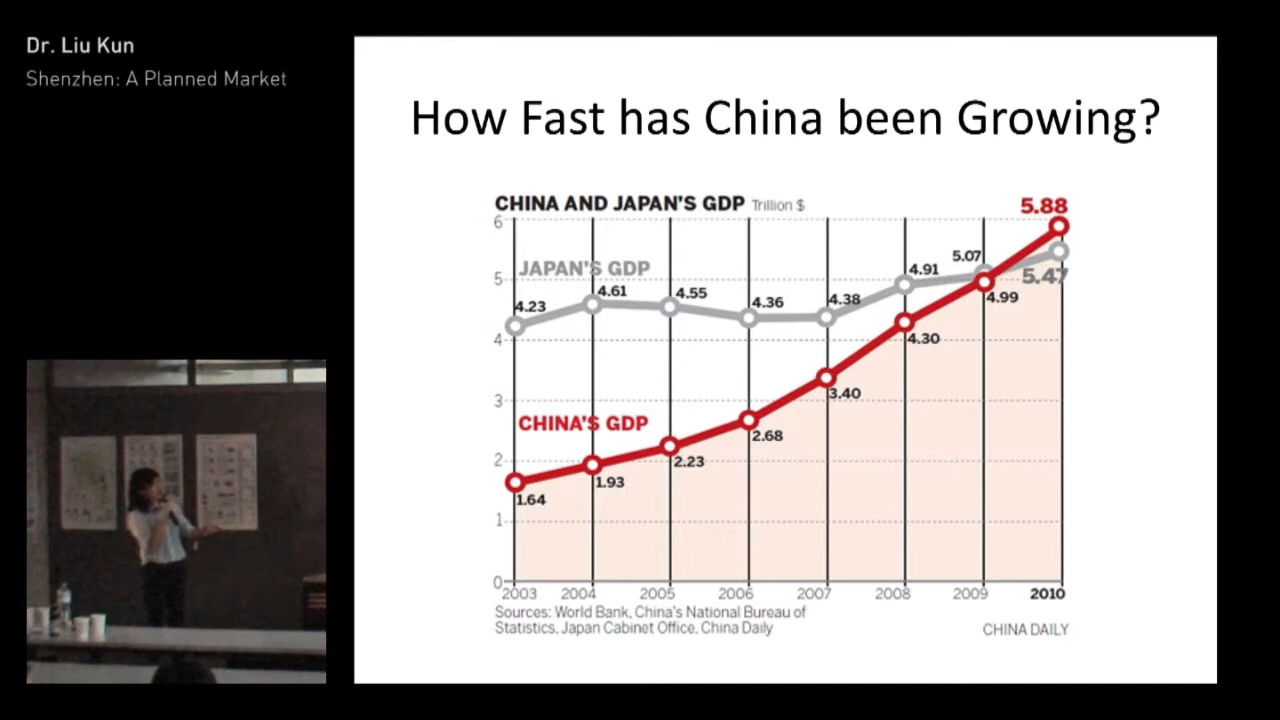 Dr. Liu Kun
Shenzhen: A Planned Market
How Fast has China been Growing?
CHINA AND JAPAN'S GDP Trillion $
5.88
6
JAPAN'S GDP
5.07
4.91
5
5.47
4.61
4.55
4.99
4.23
4.36
4.38
4
4.30
3
3.40
CHINA'S GDP
2.68
2
2.23
1.93
1.64
1
0
2003 2004 2005 2006 2007 2008 2009 2010
Sources: World Bank, China's National Bureau of
Statistics, Japan Cabinet Office, China Daily
CHINA DAILY